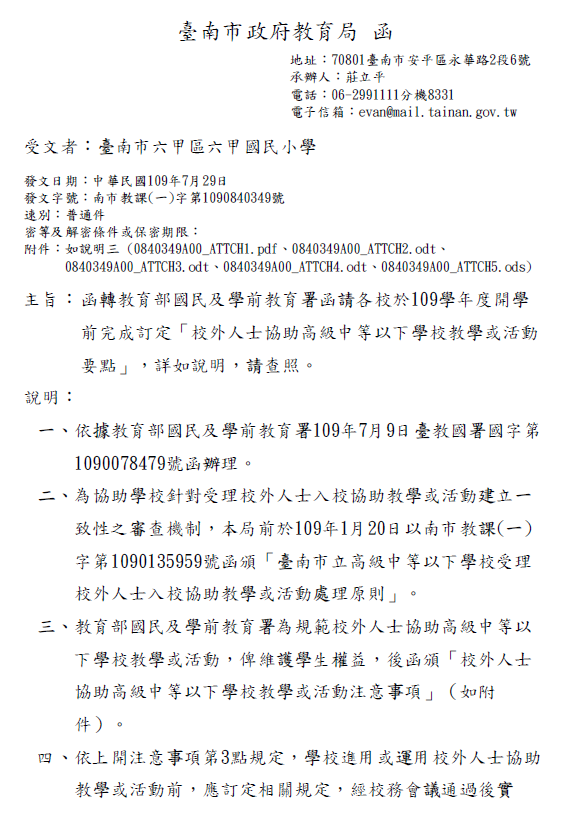 臺南市政府教育局 函
地址：70801臺南市安平區永華路2段6號
承辦人：莊立平
電話：06-2991111分機8331
電子信箱：evan@mail.tainan.gov.tw
受文者：臺南市六甲區六甲國民小學
發文日期：中華民國109年7月29日
發文字號：南市教課(一)字第1090840349號
速別：普通件
密等及解密條件或保密期限：
附件：如說明三 (0840349A00_ATTCH1.pdf、0840349A00_ATTCH2.odt、
0840349A00_ATTCH3.odt、0840349A00_ATTCH4.odt、0840349A00_ATTCH5.ods)
主旨：函轉教育部國民及學前教育署函請各校於109學年度開學
前完成訂定「校外人士協助高級中等以下學校教學或活動
要點」，詳如說明，請查照。
說明：
一、依據教育部國民及學前教育署109年7月9日臺教國署國字第
1090078479號函辦理。
二、為協助學校針對受理校外人士入校協助教學或活動建立一
致性之審查機制，本局前於109年1月20日以南市教課(一)
字第1090135959號函頒「臺南市立高級中等以下學校受理
校外人士入校協助教學或活動處理原則」。
三、教育部國民及學前教育署為規範校外人士協助高級中等以
下學校教學或活動，俾維護學生權益，後函頒「校外人士
協助高級中等以下學校教學或活動注意事項」（如附
件）。
四、依上開注意事項第3點規定，學校進用或運用校外人士協助
教學或活動前，應訂定相關規定，經校務會議通過後實